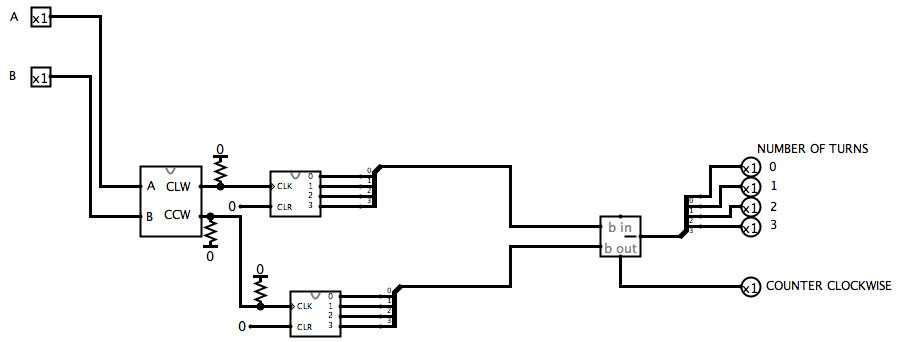 A x1
B x1
A CLW
B CCW
0
0
0 1 2 3
CLK
CLR
0
0 1 2 3
0
CLK
CLR
0
0 1 2 3
0 1 2 3
b in
b out
0 1 2 3
NUMBER OF TURNS
x1 0
x1 1
x1 2
x1 3
x1 COUNTER CLOCKWISE